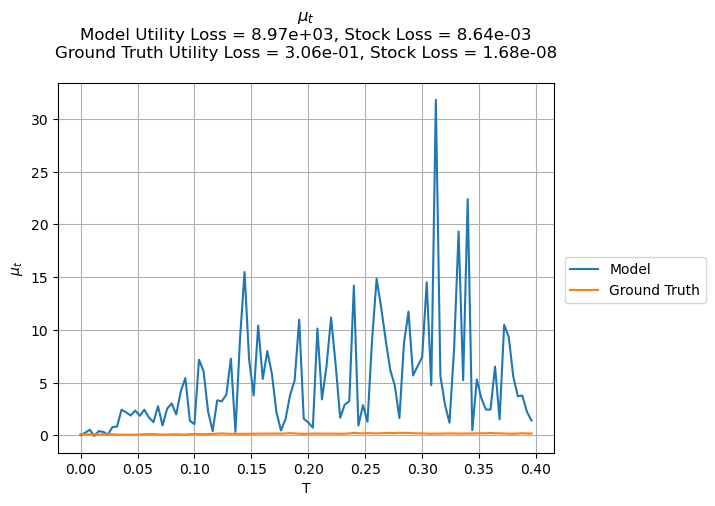 μt
Model Utility Loss = 8.97e+03, Stock Loss = 8.64e-03
Ground Truth Utility Loss = 3.06e-01, Stock Loss = 1.68e-08
30
25
20
15
10
5
0
μt
0.00 0.05 0.10 0.15 0.20 0.25 0.30 0.35 0.40
T
Model
Ground Truth